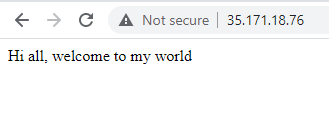 Not secure | 35.171.18.76
Hi all, welcome to my world